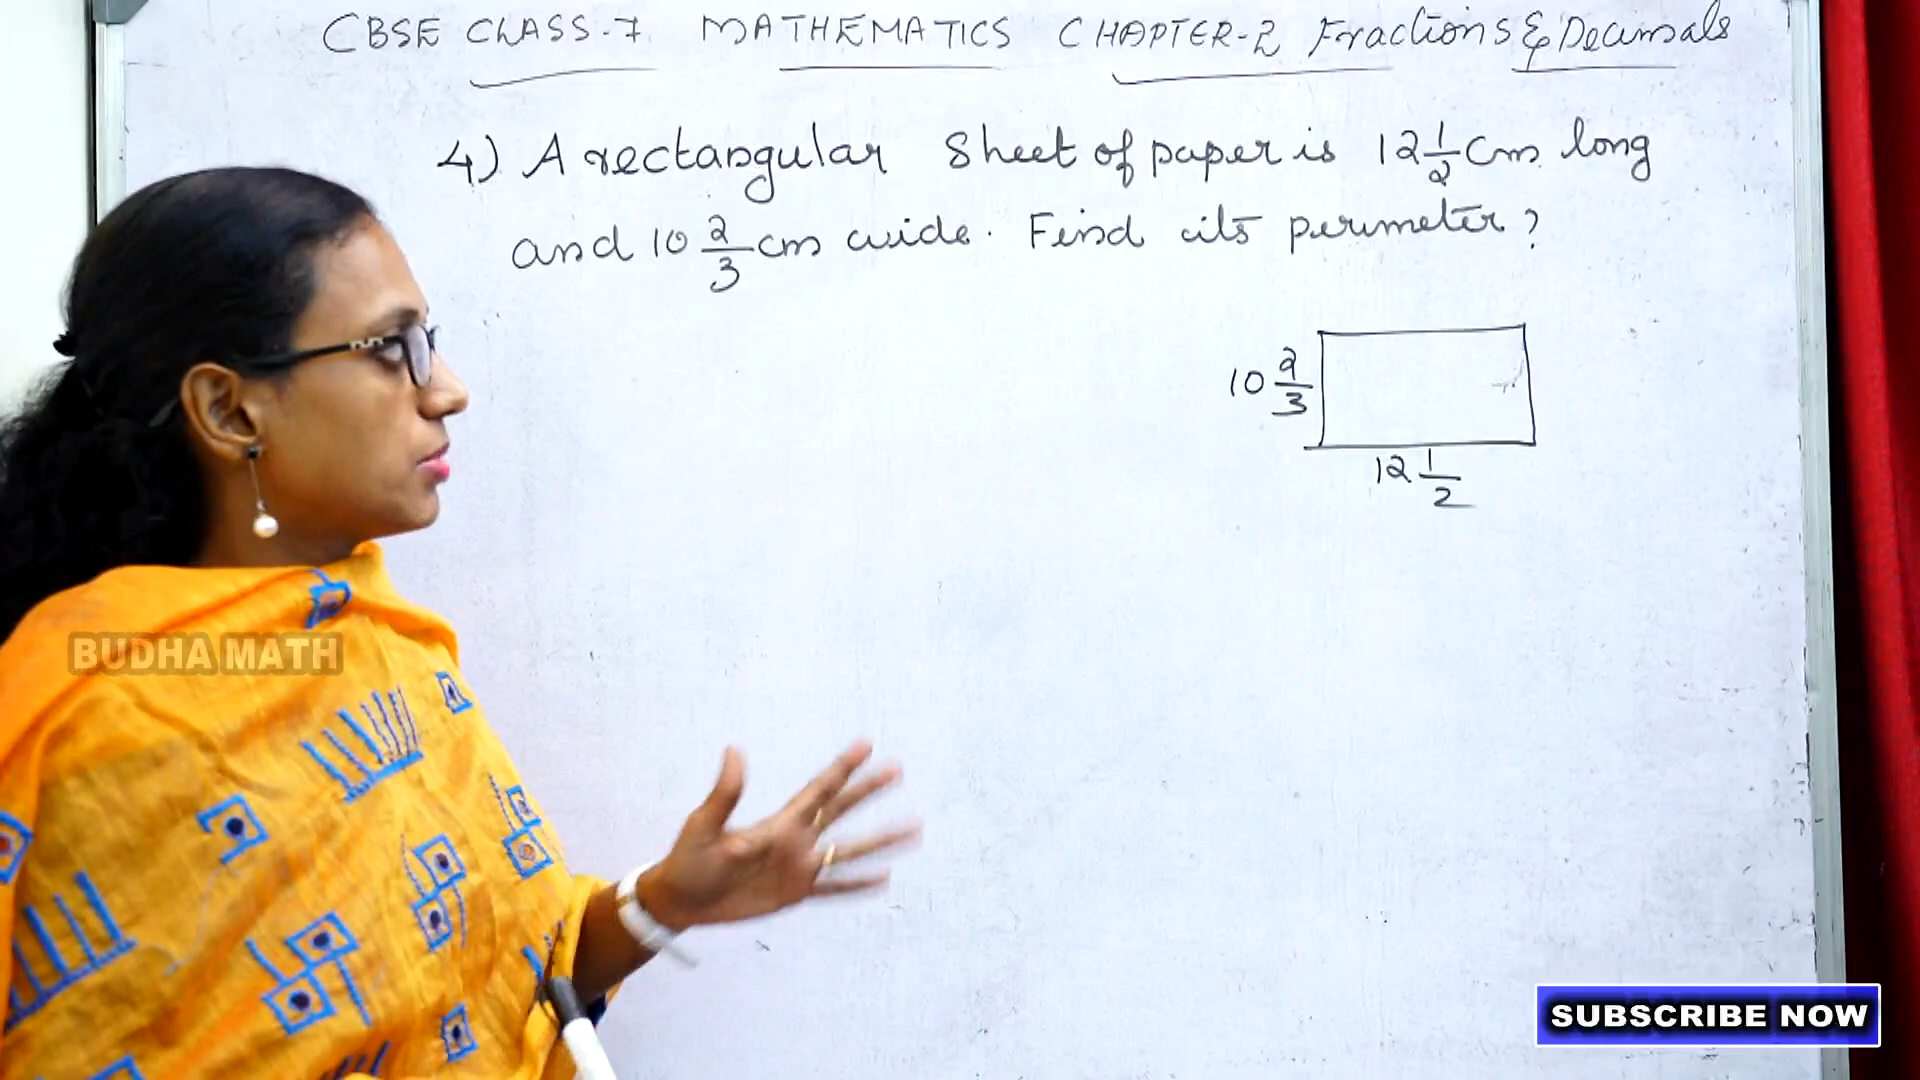 CBSE CLASS-7 MATHEMATICS CHAPTER-2 Fractions & Decimals
4) A rectangular sheet of paper is 12 1/2 cm long
and 10 2/3 cm wide. Find its perimeter?
10 2/3
12 1/2
BUDHA MATH
SUBSCRIBE NOW